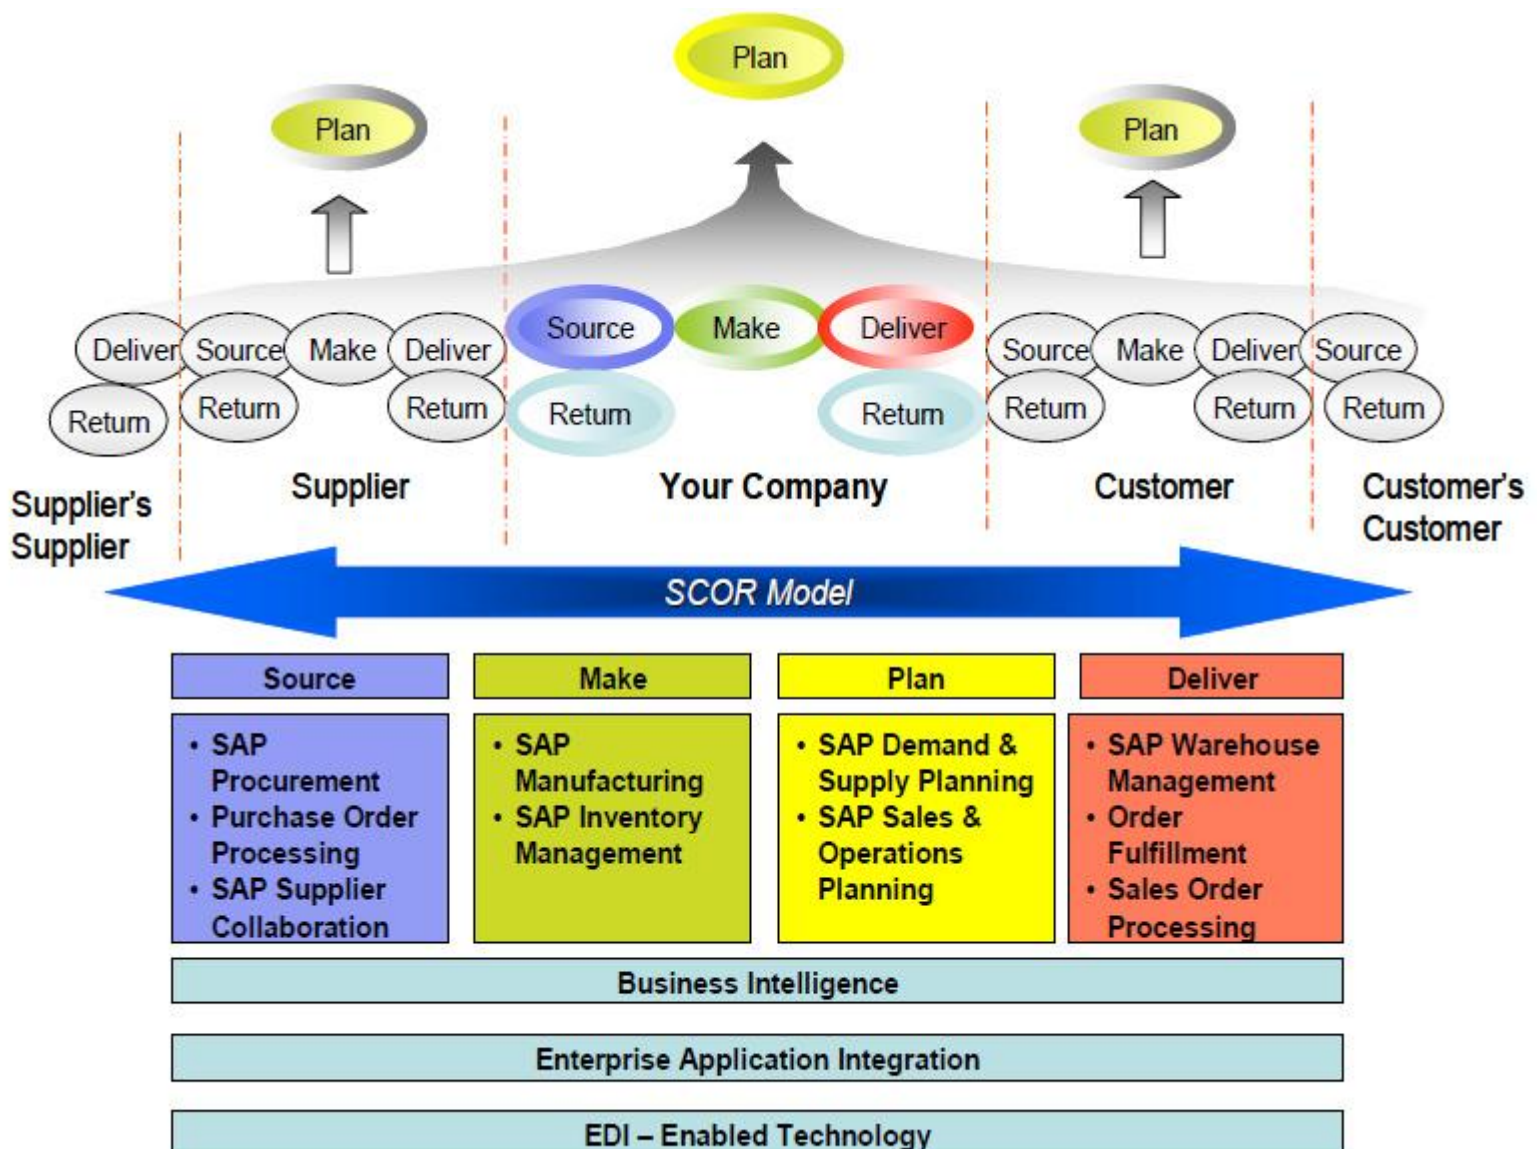 Plan
Plan
Plan
Source
Make
Deliver
Deliver
Source
Make
Deliver
Source
Make
Deliver
Source
Return
Return
Return
Return
Return
Return
Return
Return
Supplier's
Supplier
Supplier
Your Company
Customer
Customer's
Customer
SCOR Model
Source
Make
Plan
Deliver
• SAP
Procurement
• Purchase Order
Processing
• SAP Supplier
Collaboration
• SAP
Manufacturing
• SAP Inventory
Management
• SAP Demand &
Supply Planning
• SAP Sales &
Operations
Planning
• SAP Warehouse
Management
• Order
Fulfillment
• Sales Order
Processing
Business Intelligence
Enterprise Application Integration
EDI – Enabled Technology